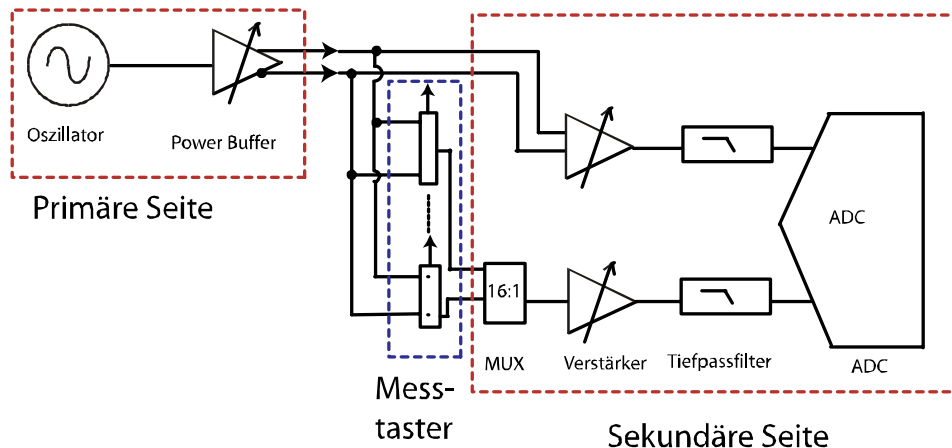 Oszillator
Power Buffer
Primäre Seite
ADC
16:1
MUX
Verstärker
Tiefpassfilter
ADC
Mess-
taster
Sekundäre Seite